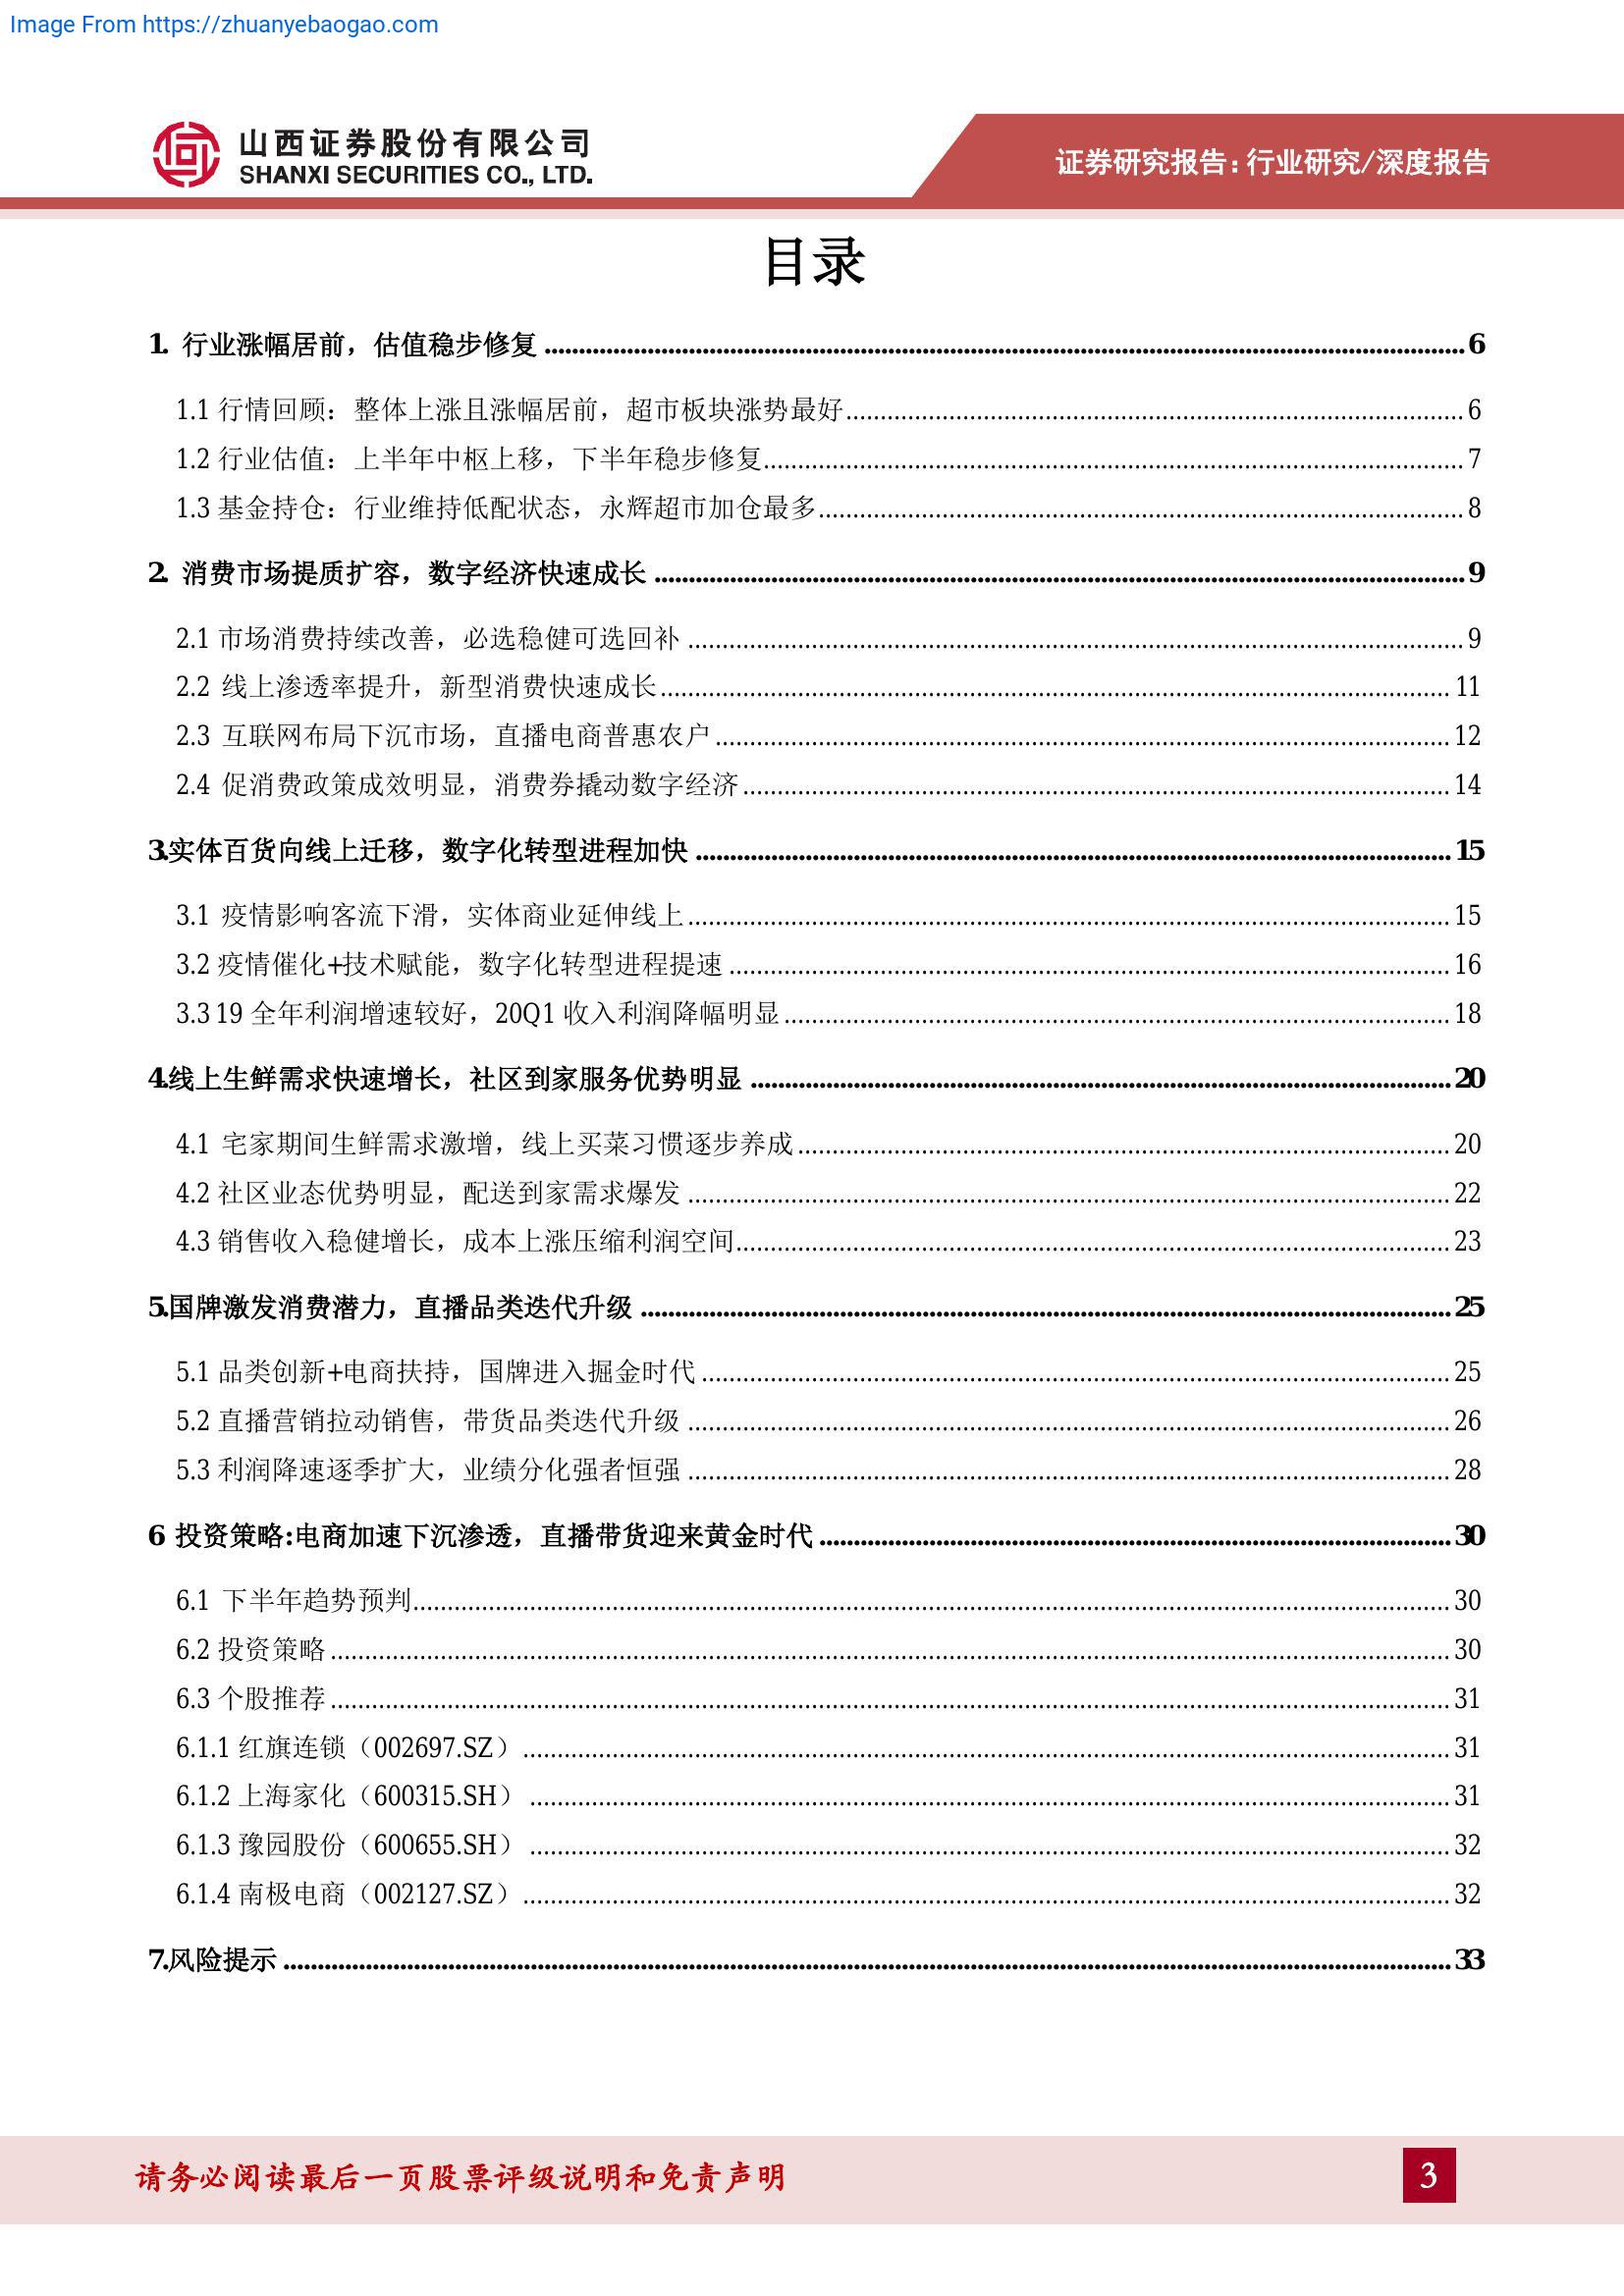 Image From https://zhuanyebaogao.com
山西证券股份有限公司
SHANXI SECURITIES CO., LTD.
证券研究报告:行业研究/深度报告
目录
1. 行业涨幅居前，估值稳步修复 6
1.1 行情回顾：整体上涨且涨幅居前，超市板块涨势最好 6
1.2 行业估值：上半年中枢上移，下半年稳步修复 7
1.3 基金持仓：行业维持低配状态，永辉超市加仓最多 8
2. 消费市场提质扩容，数字经济快速成长 9
2.1 市场消费持续改善，必选稳健可选回补 9
2.2 线上渗透率提升，新型消费快速成长 11
2.3 互联网布局下沉市场，直播电商普惠农户 12
2.4 促消费政策成效明显，消费券撬动数字经济 14
3.实体百货向线上迁移，数字化转型进程加快 15
3.1 疫情影响客流下滑，实体商业延伸线上 15
3.2 疫情催化+技术赋能，数字化转型进程提速 16
3.3 19 全年利润增速较好，20Q1 收入利润降幅明显 18
4.线上生鲜需求快速增长，社区到家服务优势明显 20
4.1 宅家期间生鲜需求激增，线上买菜习惯逐步养成 20
4.2 社区业态优势明显，配送到家需求爆发 22
4.3 销售收入稳健增长，成本上涨压缩利润空间 23
5.国牌激发消费潜力，直播品类迭代升级 25
5.1 品类创新+电商扶持，国牌进入掘金时代 25
5.2 直播营销拉动销售，带货品类迭代升级 26
5.3 利润降速逐季扩大，业绩分化强者恒强 28
6 投资策略:电商加速下沉渗透，直播带货迎来黄金时代 30
6.1 下半年趋势预判 30
6.2 投资策略 30
6.3 个股推荐 31
6.1.1 红旗连锁（002697.SZ） 31
6.1.2 上海家化（600315.SH） 31
6.1.3 豫园股份（600655.SH） 32
6.1.4 南极电商（002127.SZ） 32
7.风险提示 33
请务必阅读最后一页股票评级说明和免责声明
3